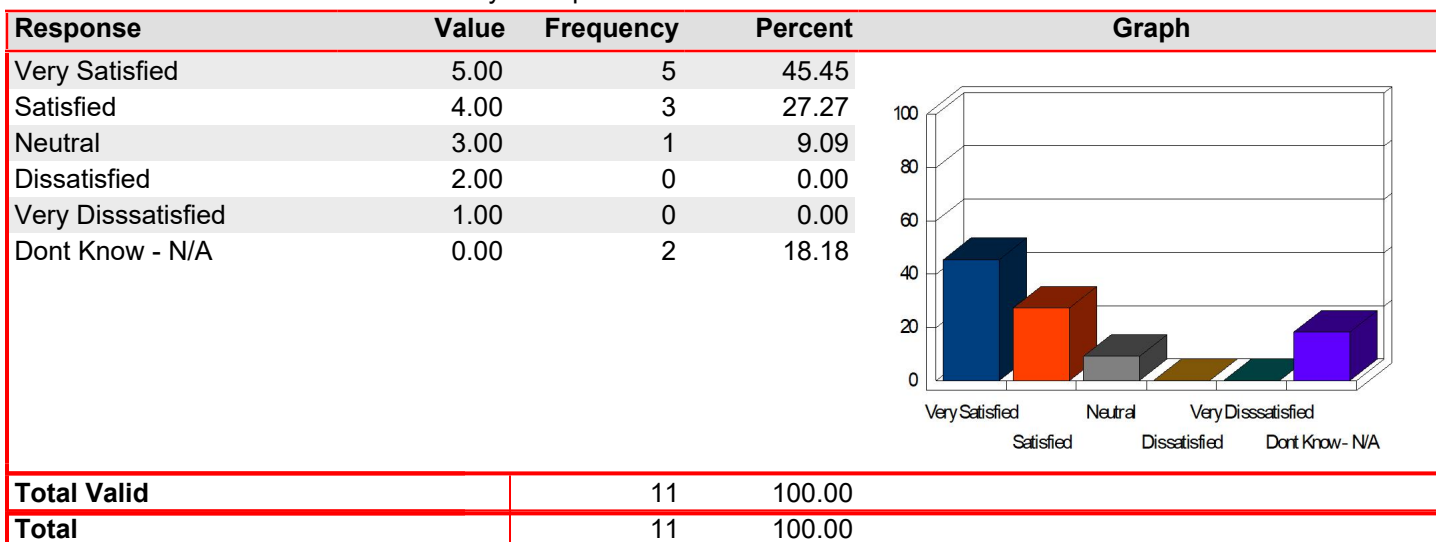 Response Value Frequency Percent Graph
Very Satisfied 5.00 5 45.45
Satisfied 4.00 3 27.27
Neutral 3.00 1 9.09
Dissatisfied 2.00 0 0.00
Very Disssatisfied 1.00 0 0.00
Dont Know - N/A 0.00 2 18.18
100
80
60
40
20
0
Very Satisfied Neutral Very Disssatisfied
Satisfied Dissatisfied Dont Know - N/A
Total Valid 11 100.00
Total 11 100.00